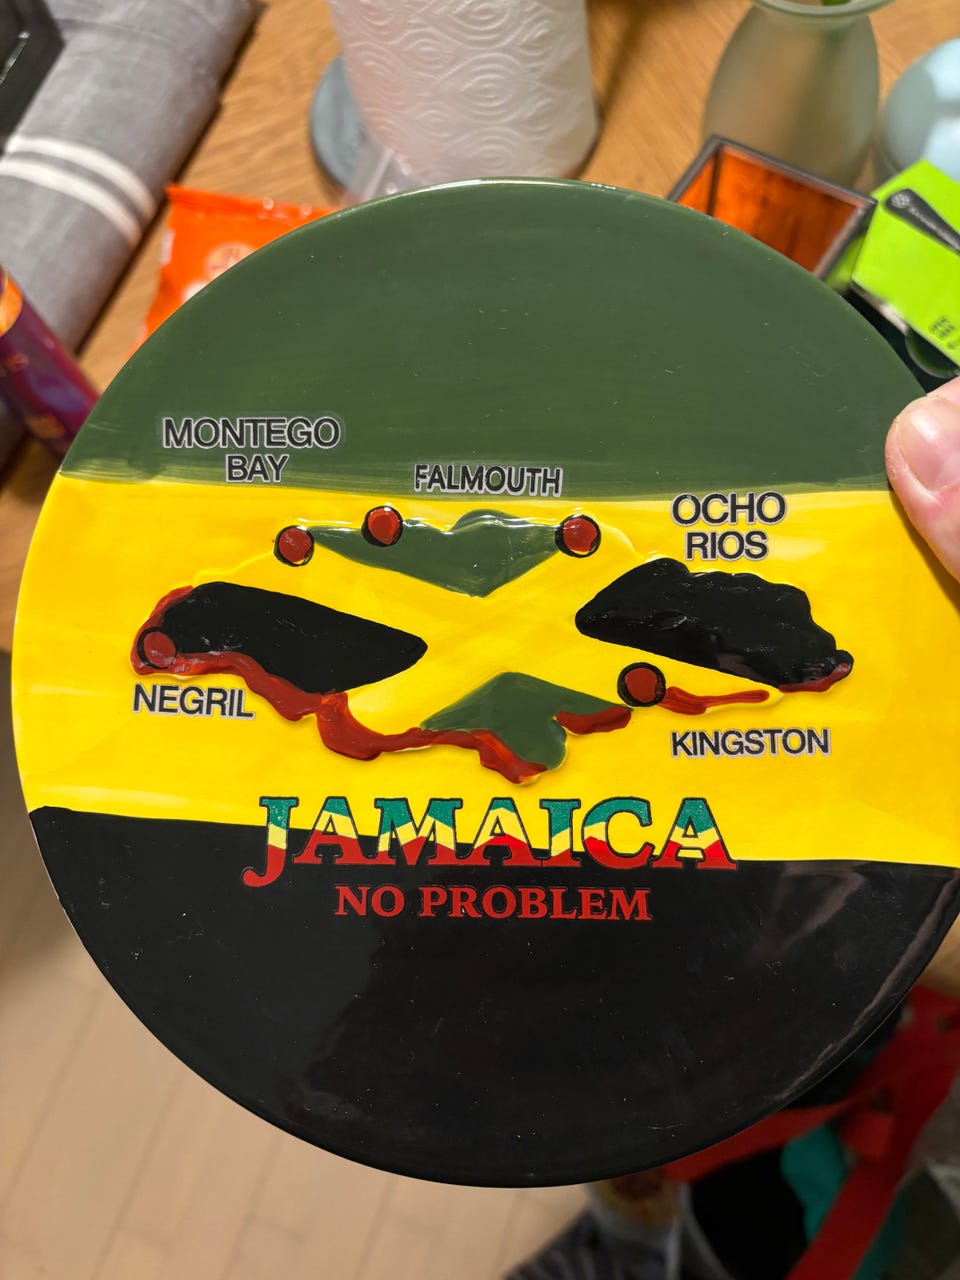 MONTEGO
BAY
FALMOUTH
OCHO
RIOS
NEGRIL
KINGSTON
JAMAICA
NO PROBLEM